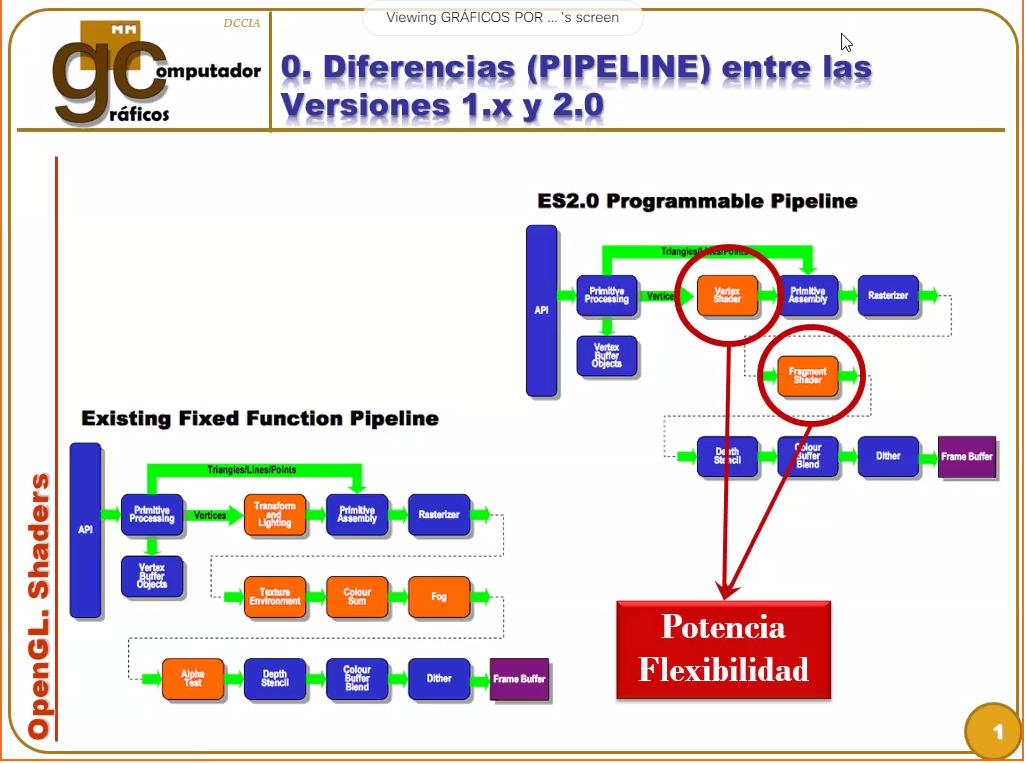 Viewing GRÁFICOS POR ... 's screen
DCCIA
MM
gc
omputador
ráficos
0. Diferencias (PIPELINE) entre las
Versiones 1.x y 2.0
OpenGL. Shaders
ES2.0 Programmable Pipeline
Triangles/Lines/Points
API
Primitive
Processing
Vertices
Vertex
Shader
Primitive
Assembly
Rasterizer
Vertex
Buffer
Objects
Fragment
Shader
Depth
Stencil
Colour
Buffer
Blend
Dither
Frame Buffer
Existing Fixed Function Pipeline
Triangles/Lines/Points
API
Primitive
Processing
Vertices
Transform
and
Lighting
Primitive
Assembly
Rasterizer
Vertex
Buffer
Objects
Texture
Environment
Colour
Sum
Fog
Alpha
Test
Depth
Stencil
Colour
Buffer
Blend
Dither
Frame Buffer
Potencia
Flexibilidad
1